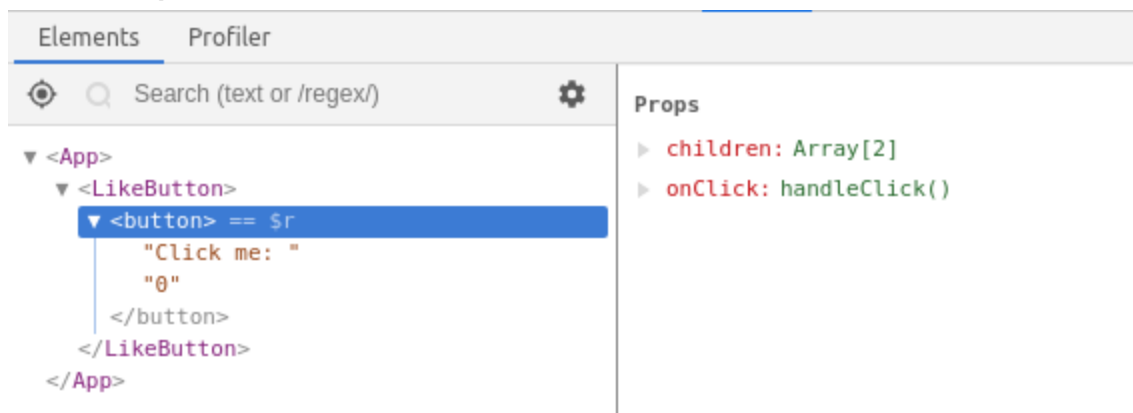 Elements Profiler
Search (text or /regex/)
<App>
<LikeButton>
<button> == $r
"Click me: "
"0"
</button>
</LikeButton>
</App>
Props
children: Array[2]
onClick: handleClick()